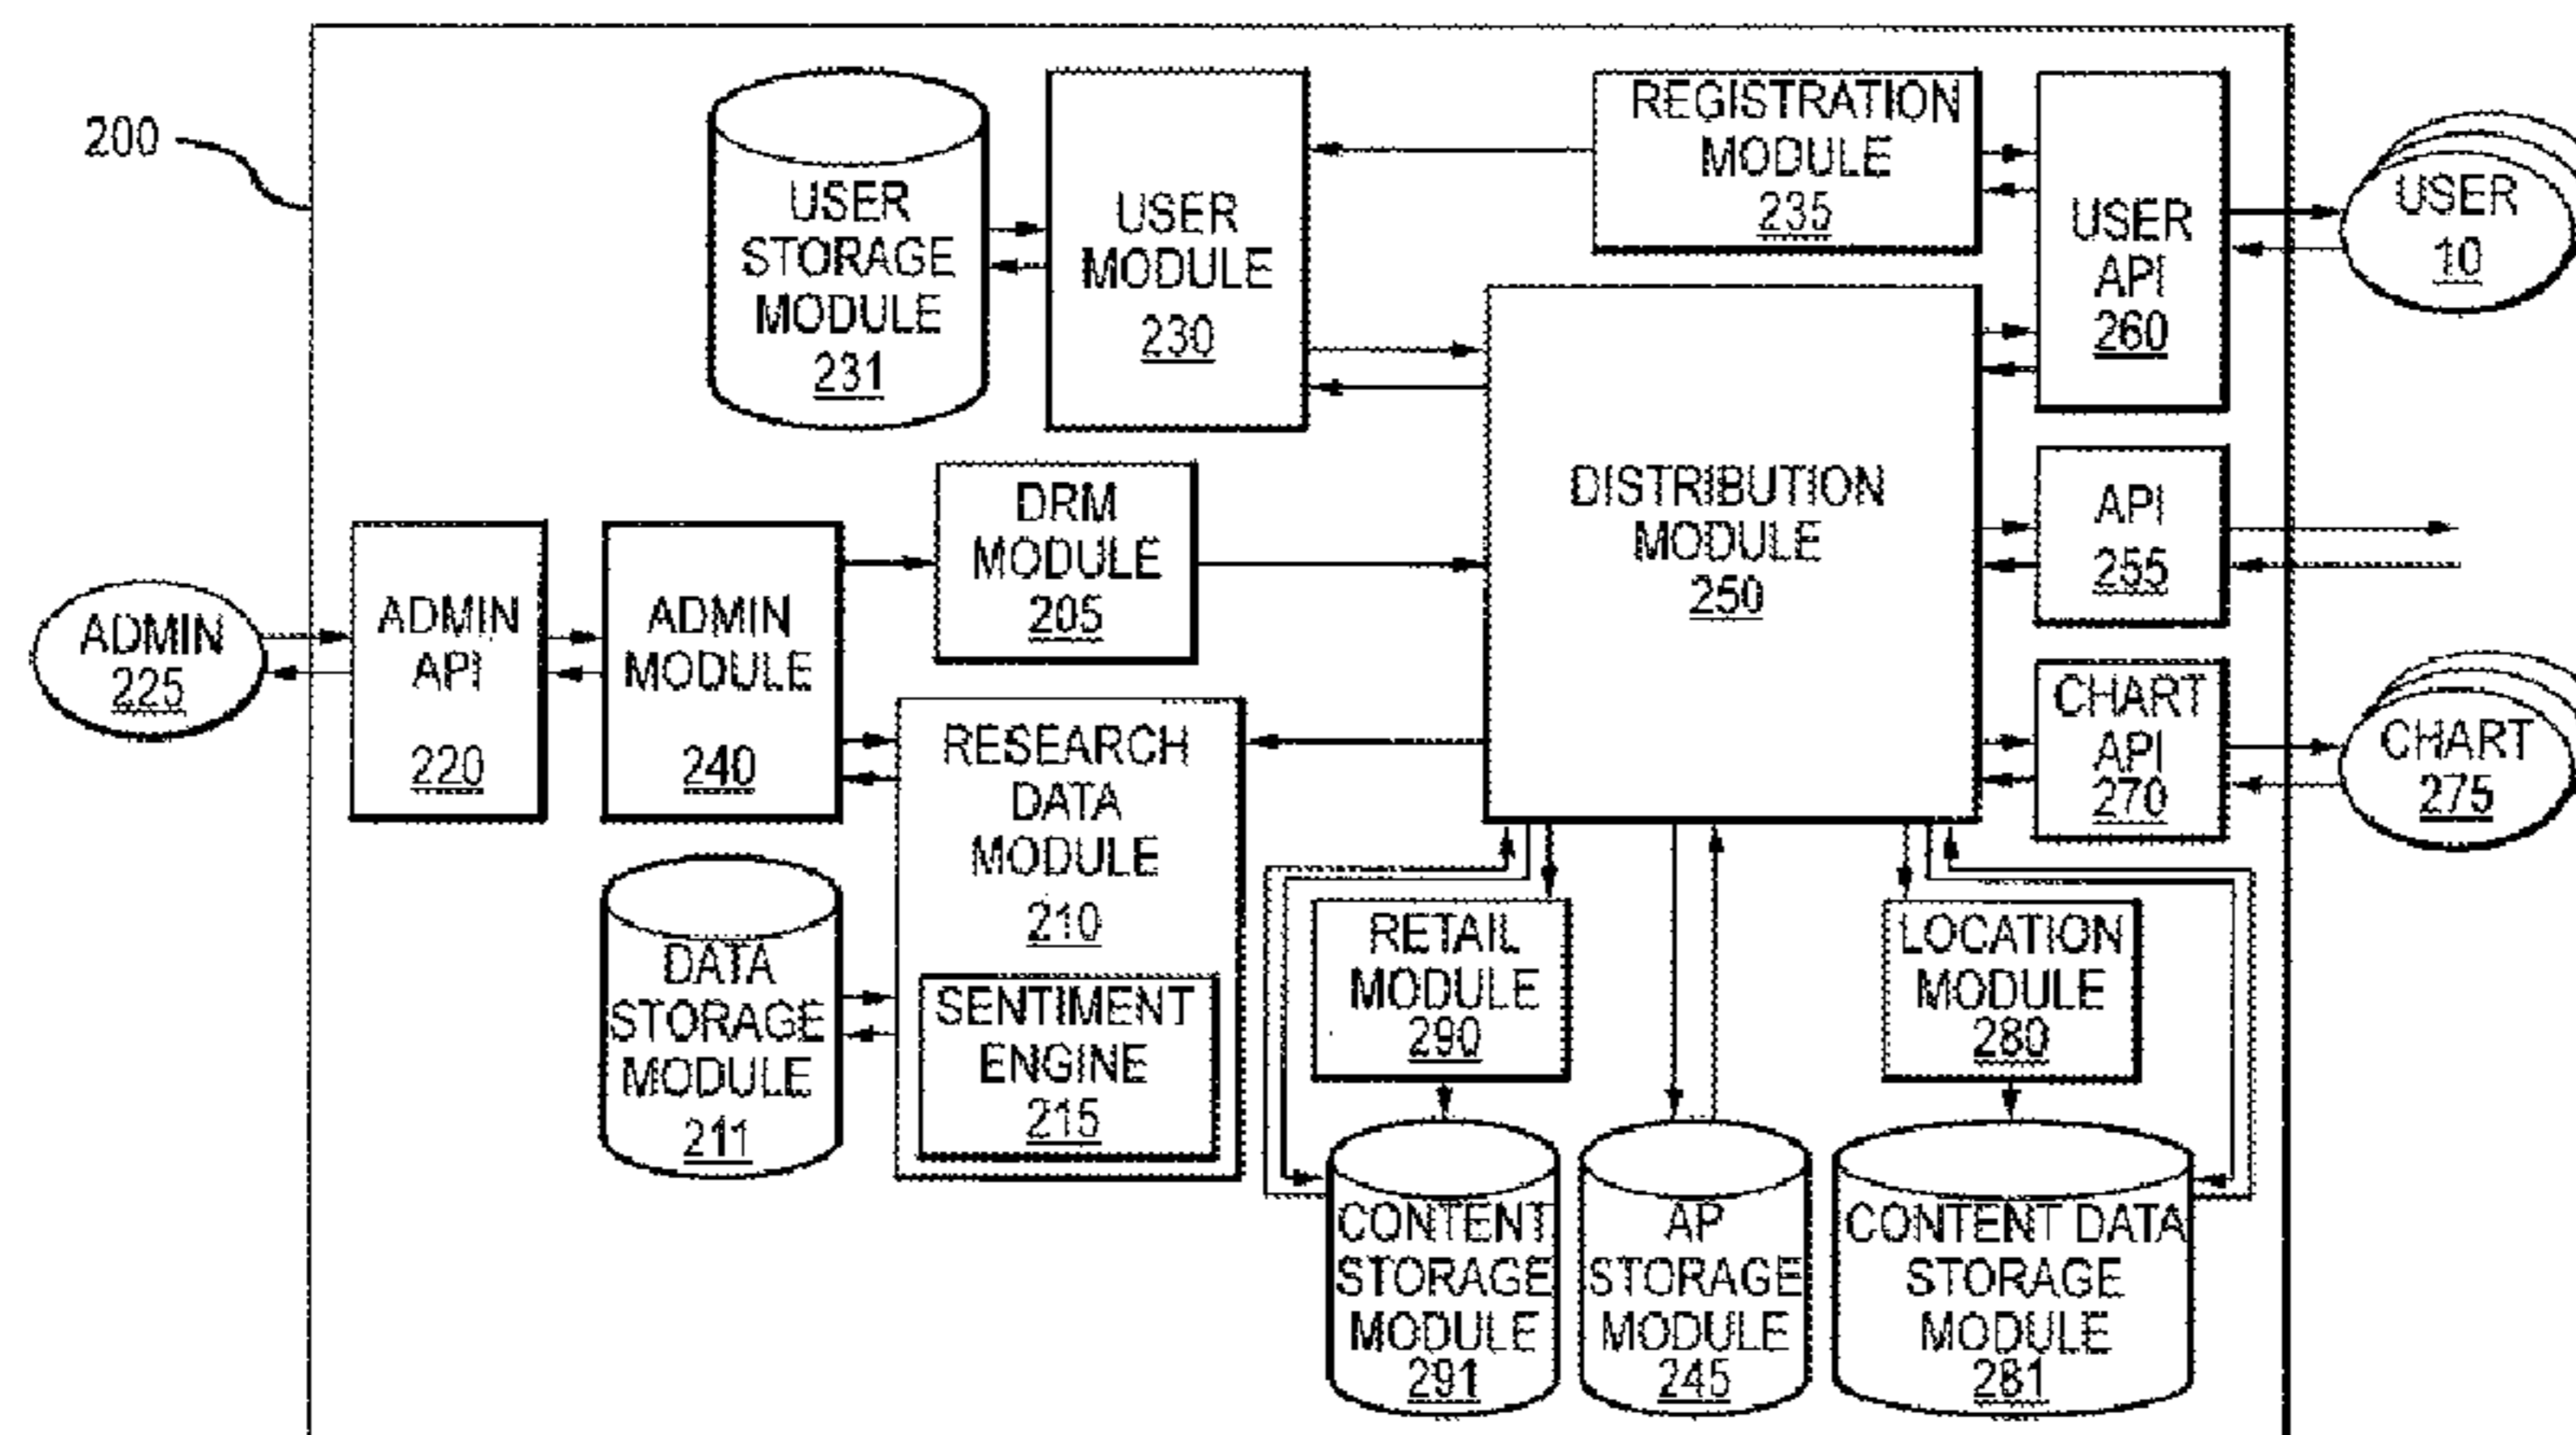 200
USER
STORAGE
MODULE
231
USER
MODULE
230
REGISTRATION
MODULE
235
USER
API
260
USER
10
DISTRIBUTION
MODULE
250
API
255
CHART
API
270
CHART
275
ADMIN
225
ADMIN
API
220
ADMIN
MODULE
240
DRM
MODULE
205
RESEARCH
DATA
MODULE
210
SENTIMENT
ENGINE
215
DATA
STORAGE
MODULE
211
RETAIL
MODULE
290
LOCATION
MODULE
280
CONTENT
STORAGE
MODULE
291
AP
STORAGE
MODULE
245
CONTENT DATA
STORAGE
MODULE
281